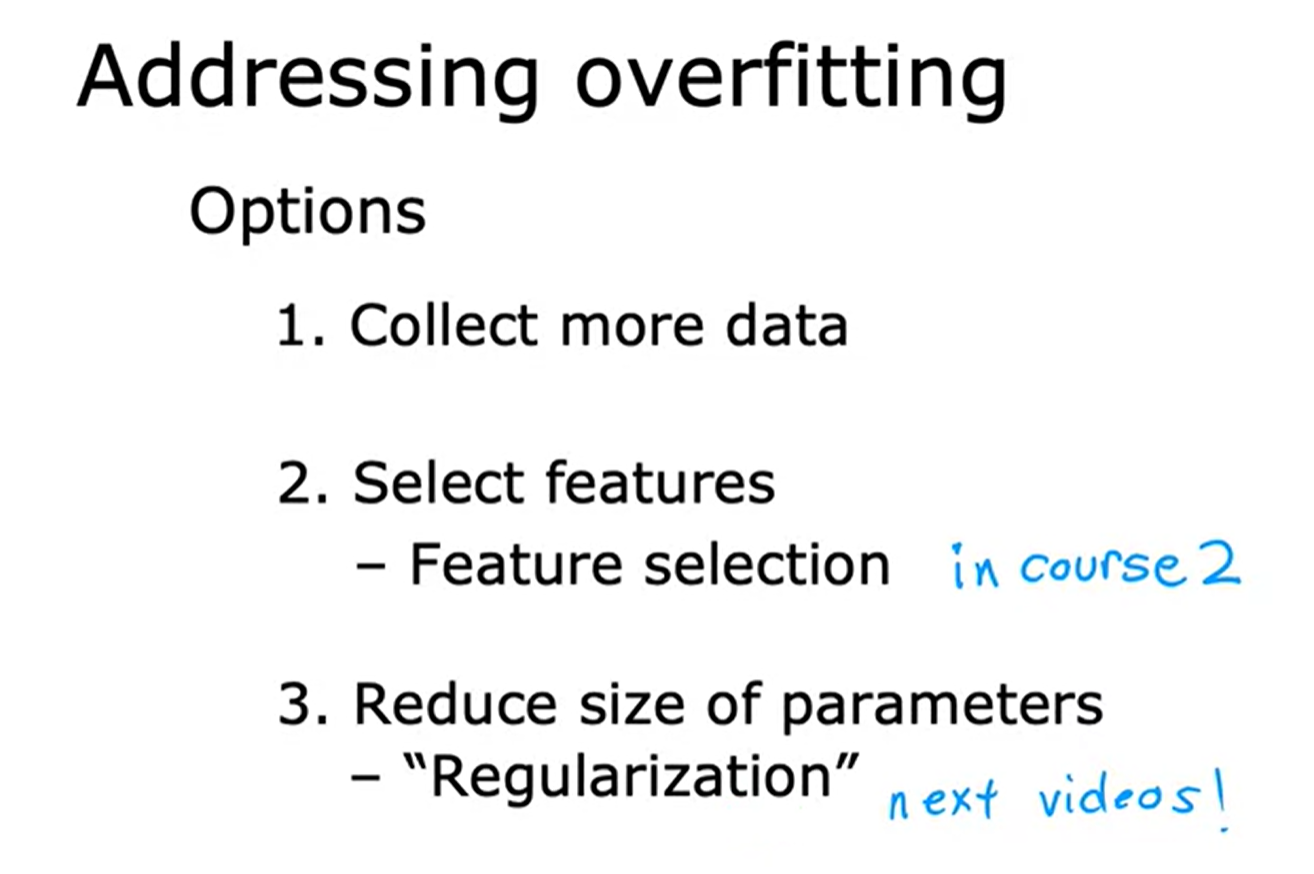 Addressing overfitting
Options
1. Collect more data
2. Select features
– Feature selection in course 2
3. Reduce size of parameters
– “Regularization” next videos!